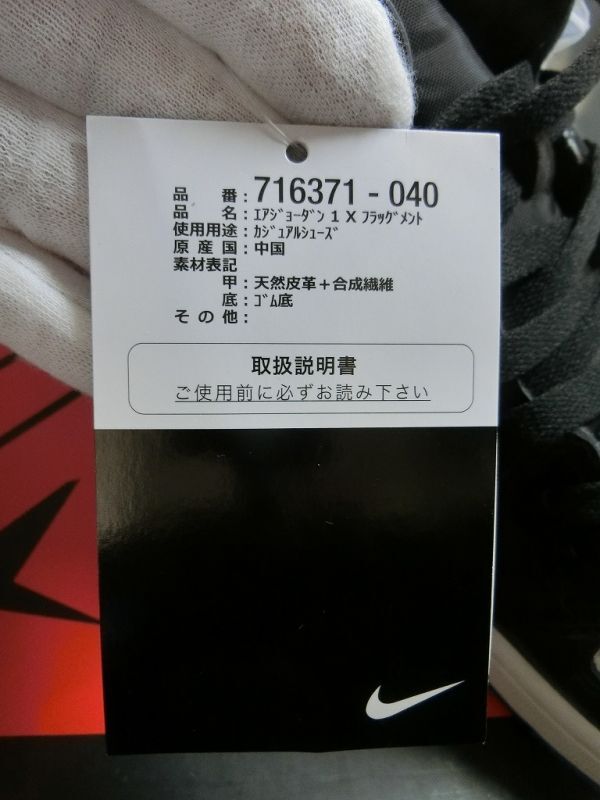 品 番：716371 - 040
品 名：ｴｱｼﾞｮｰﾀﾞﾝ 1 X ﾌﾗｯｸﾞﾒﾝﾄ
使用用途：ｶｼﾞｭｱﾙｼｭｰｽﾞ
原 産 国：中国
素材表記
甲：天然皮革＋合成繊維
底：ｺﾞﾑ底
そ の 他：
取扱説明書
ご使用前に必ずお読み下さい